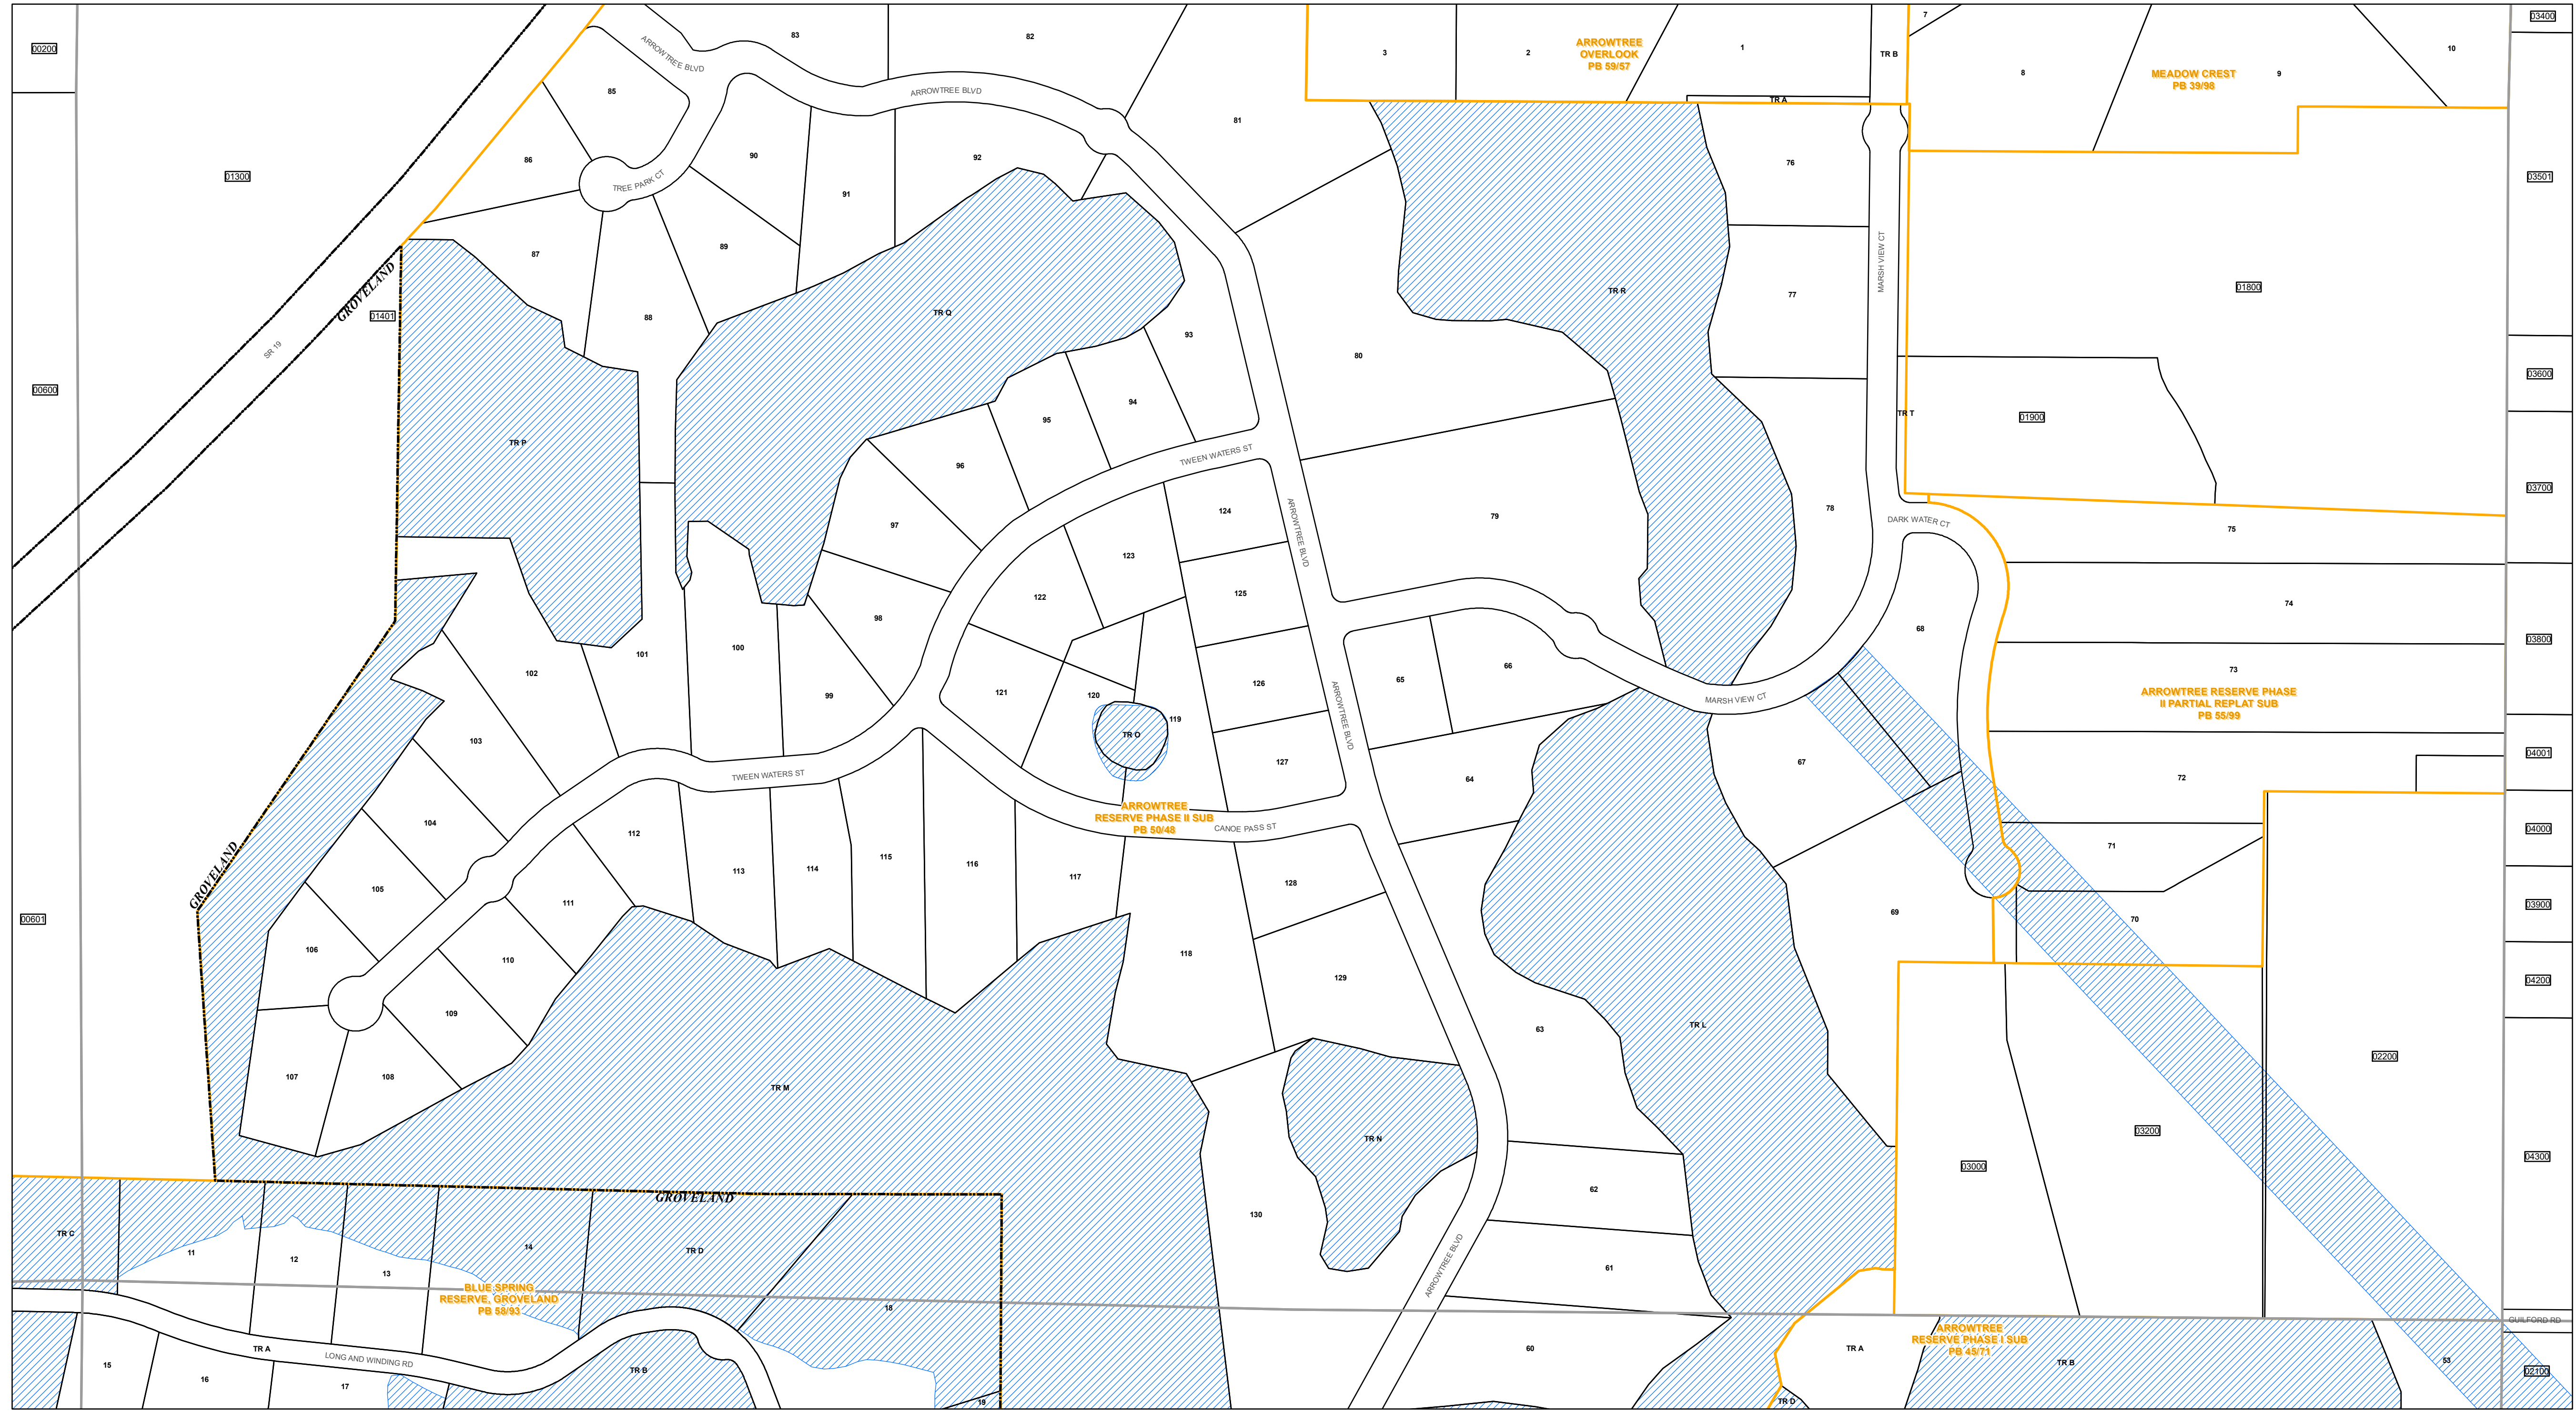 00200
83
82
3
2
ARROWTREE
OVERLOOK
PB 59/57
1
TR B
7
8
MEADOW CREST
PB 39/98
9
10
03400
ARROWTREE BLVD
85
ARROWTREE BLVD
TR A
81
01300
86
TREE PARK CT
90
91
92
76
03501
87
89
GROVELAND
01401
88
TR Q
93
TR R
77
MARSH VIEW CT
01800
SR 19
00600
80
03600
TR P
95
94
TR T
01900
96
TWEEN WATERS ST
97
124
ARROWTREE BLVD
79
78
DARK WATER CT
03700
75
123
122
125
74
98
102
101
100
99
121
120
119
126
65
66
68
03800
73
ARROWTREE RESERVE PHASE
II PARTIAL REPLAT SUB
PB 55/99
103
TWEEN WATERS ST
TR O
127
ARROWTREE BLVD
MARSH VIEW CT
64
67
72
04001
104
112
ARROWTREE
RESERVE PHASE II SUB
PB 50/48
CANOE PASS ST
71
04000
GROVELAND
105
113
114
115
116
117
128
00601
111
69
70
03900
106
110
118
129
04200
109
63
TR L
02200
107
108
TR M
TR N
03000
03200
04300
62
GROVELAND
130
TR C
11
12
13
14
TR D
ARROWTREE BLVD
61
BLUE SPRING
RESERVE, GROVELAND
PB 58/93
18
GUILFORD RD
ARROWTREE
RESERVE PHASE I SUB
PB 45/71
15
TR A
LONG AND WINDING RD
16
17
TR B
19
60
TR A
TR B
TR D
53
02100